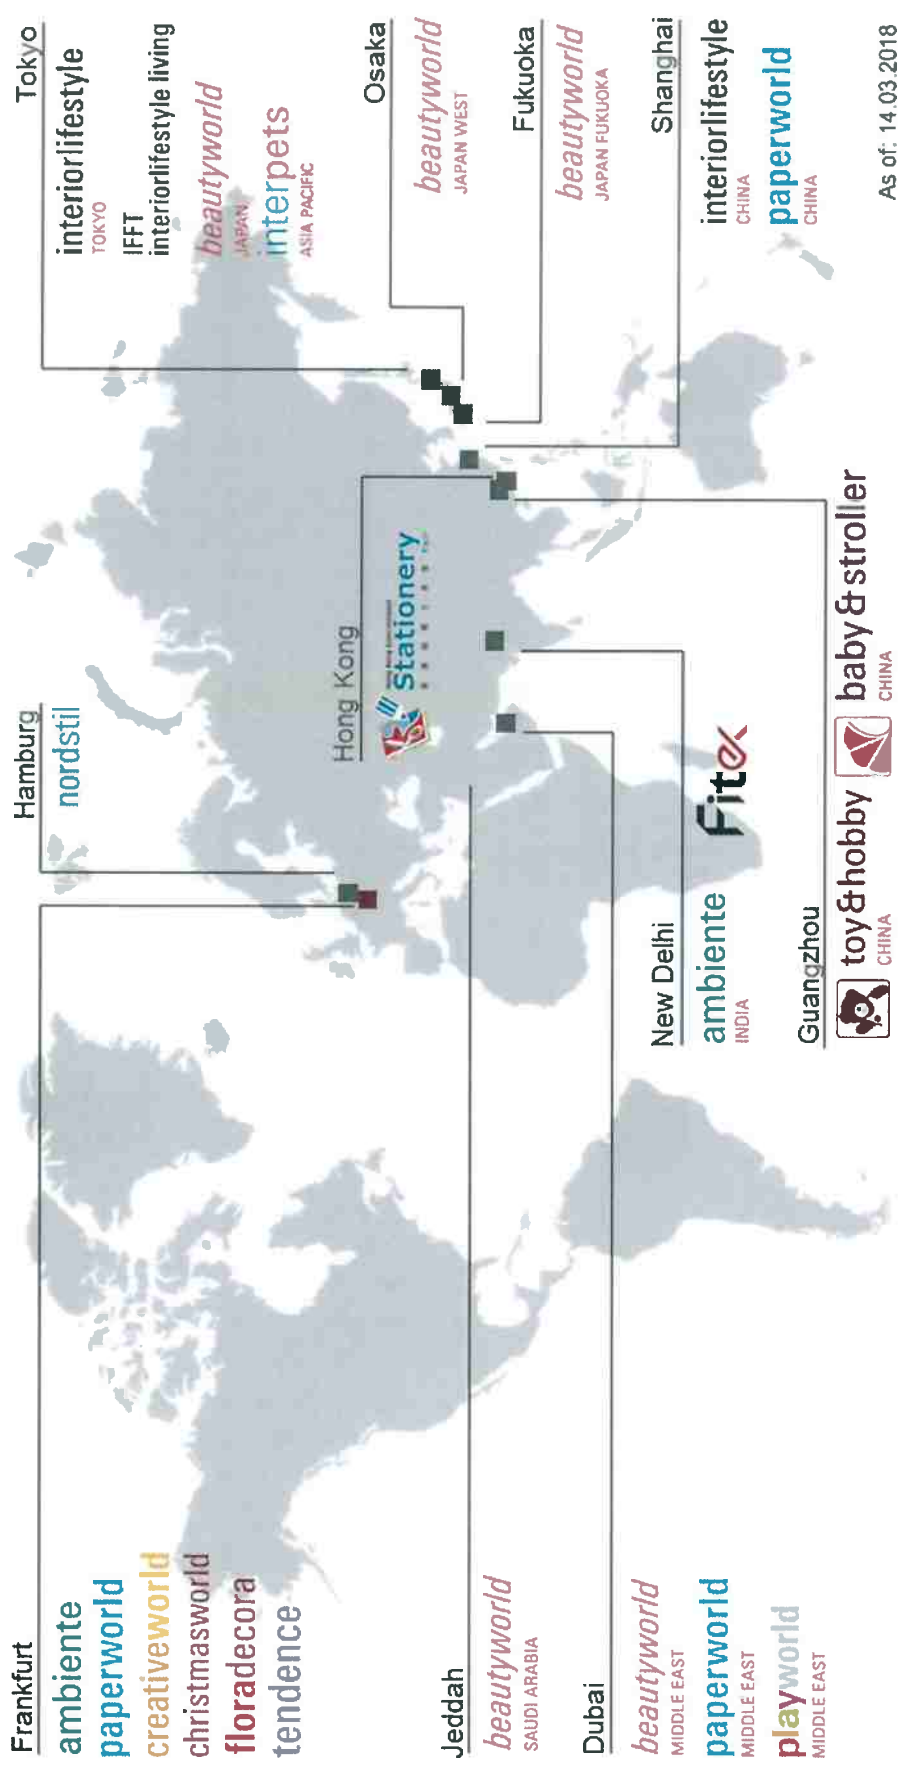 Frankfurt
ambiente
paperworld
creativeworld
christmasworld
floradecora
tendence
Hamburg
nordstil
Tokyo
interiorlifestyle
TOKYO
IFFT
interiorlifestyle living
beautyworld
JAPAN
interpets
ASIA PACIFIC
Hong Kong
Stationery
Osaka
beautyworld
JAPAN WEST
Jeddah
beautyworld
SAUDI ARABIA
Fukuoka
beautyworld
JAPAN FUKUOKA
Dubai
beautyworld
MIDDLE EAST
paperworld
MIDDLE EAST
playworld
MIDDLE EAST
New Delhi
ambiente
INDIA
Fitex
Shanghai
interiorlifestyle
CHINA
paperworld
CHINA
Guangzhou
toy&hobby
CHINA
baby&stroller
CHINA
As of: 14.03.2018